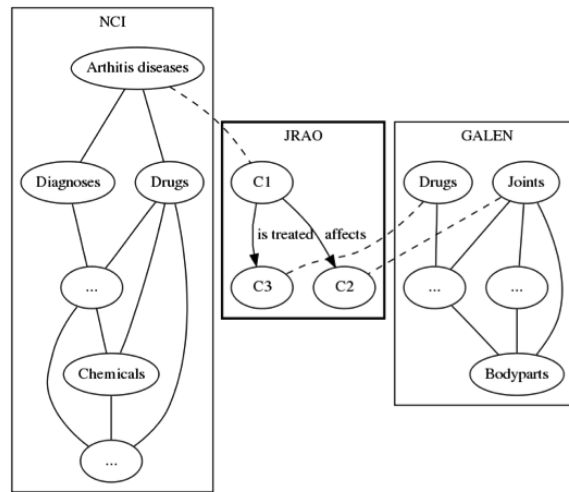 NCI
Arthitis diseases
Diagnoses
Drugs
...
Chemicals
...
JRAO
C1
is treated
affects
C3
C2
GALEN
Drugs
Joints
...
...
Bodyparts